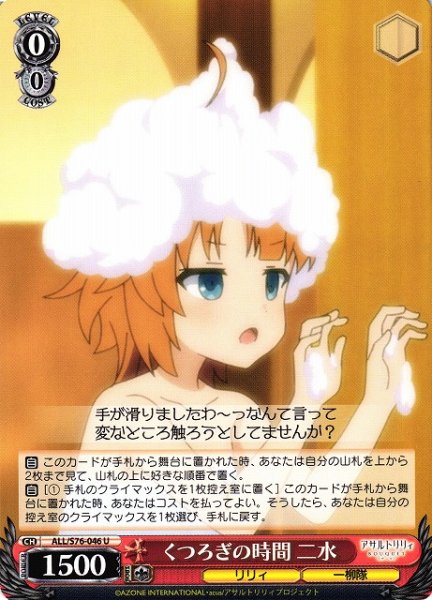 LEVEL
0
0
COST
手が滑りましたわ〜っなんて言って
変なところ触ろうとしてませんか?
自 このカードが手札から舞台に置かれた時、あなたは自分の山札を上から
2枚まで見て、山札の上に好きな順番で置く。
自 [① 手札のクライマックスを1枚控え室に置く] このカードが手札から舞台
に置かれた時、あなたはコストを払ってよい。そうしたら、あなたは自分の
控え室のクライマックスを1枚選び、手札に戻す。
CH ALL/S76-046 U
くつろぎの時間 二水
アサルトリリィ
BOUQUET
POWER
1500
リリィ
一柳隊
©AZONE INTERNATIONAL・acus/アサルトリリィプロジェクト